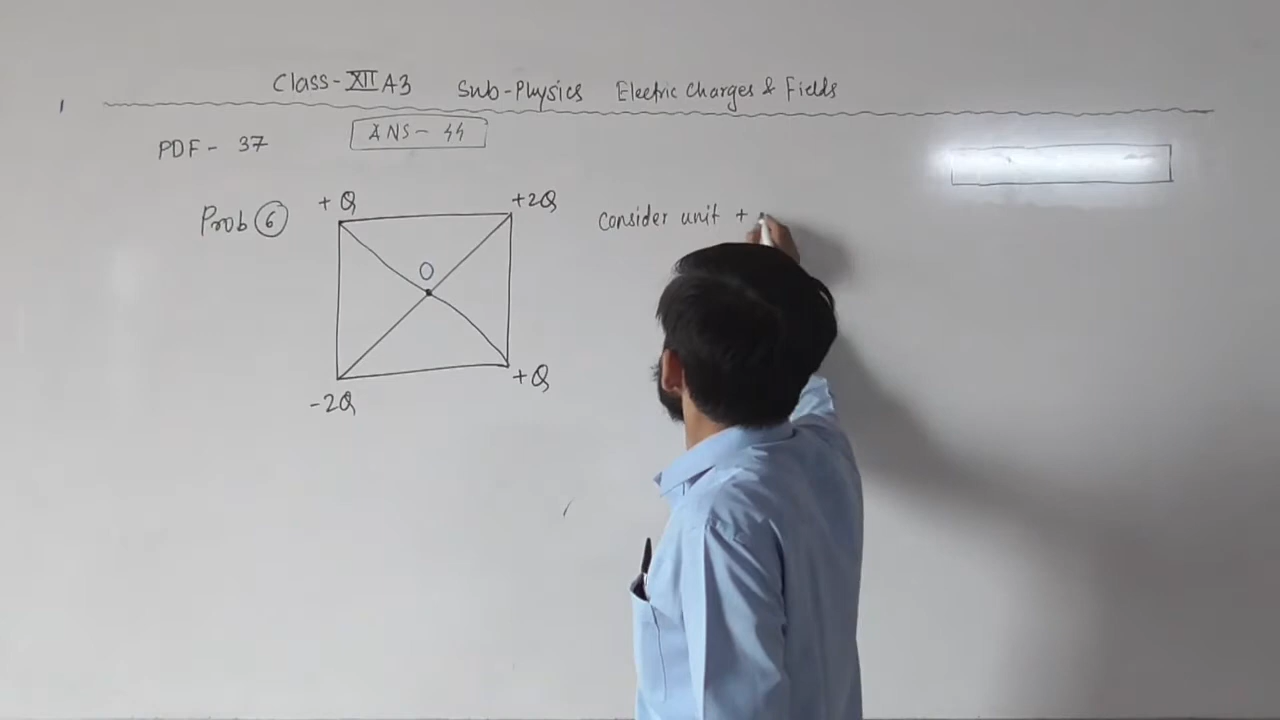 Class-XII A3 Sub-Physics Electric Charges & Fields
PDF - 37
ANS - 44
Prob 6
+ Q
+2Q
O
-2Q
+ Q
Consider unit +